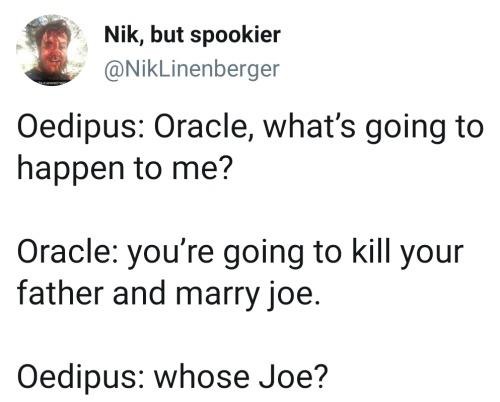 Nik, but spookier
@NikLinenberger
Oedipus: Oracle, what’s going to
happen to me?
Oracle: you’re going to kill your
father and marry joe.
Oedipus: whose Joe?